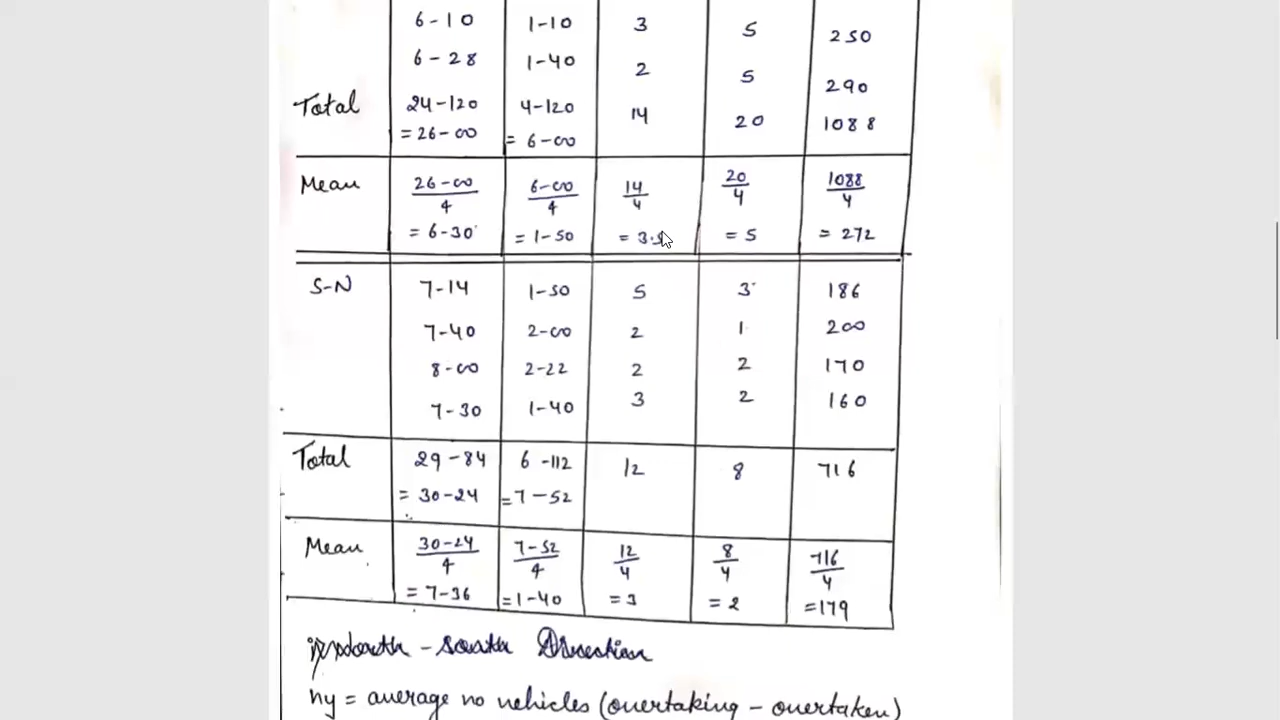 6-10 1-10 3 5 250
6-28 1-40 2 5 290
Total 24-120 4-120 14 20 1088
=26-00 = 6-00
Mean 26-00/4 6-00/4 14/4 20/4 1088/4
= 6-30 = 1-50 = 3.5 = 5 = 272
S-N 7-14 1-50 5 3 186
7-40 2-00 2 1 200
8-00 2-22 2 2 170
7-30 1-40 3 2 160
Total 29-84 6-112 12 8 716
= 30-24 =7-52
Mean 30-24/4 7-52/4 12/4 8/4 716/4
= 7-36 =1-40 =3 =2 =179
North - South Direction
ny = average no vehicles (overtaking - overtaken)